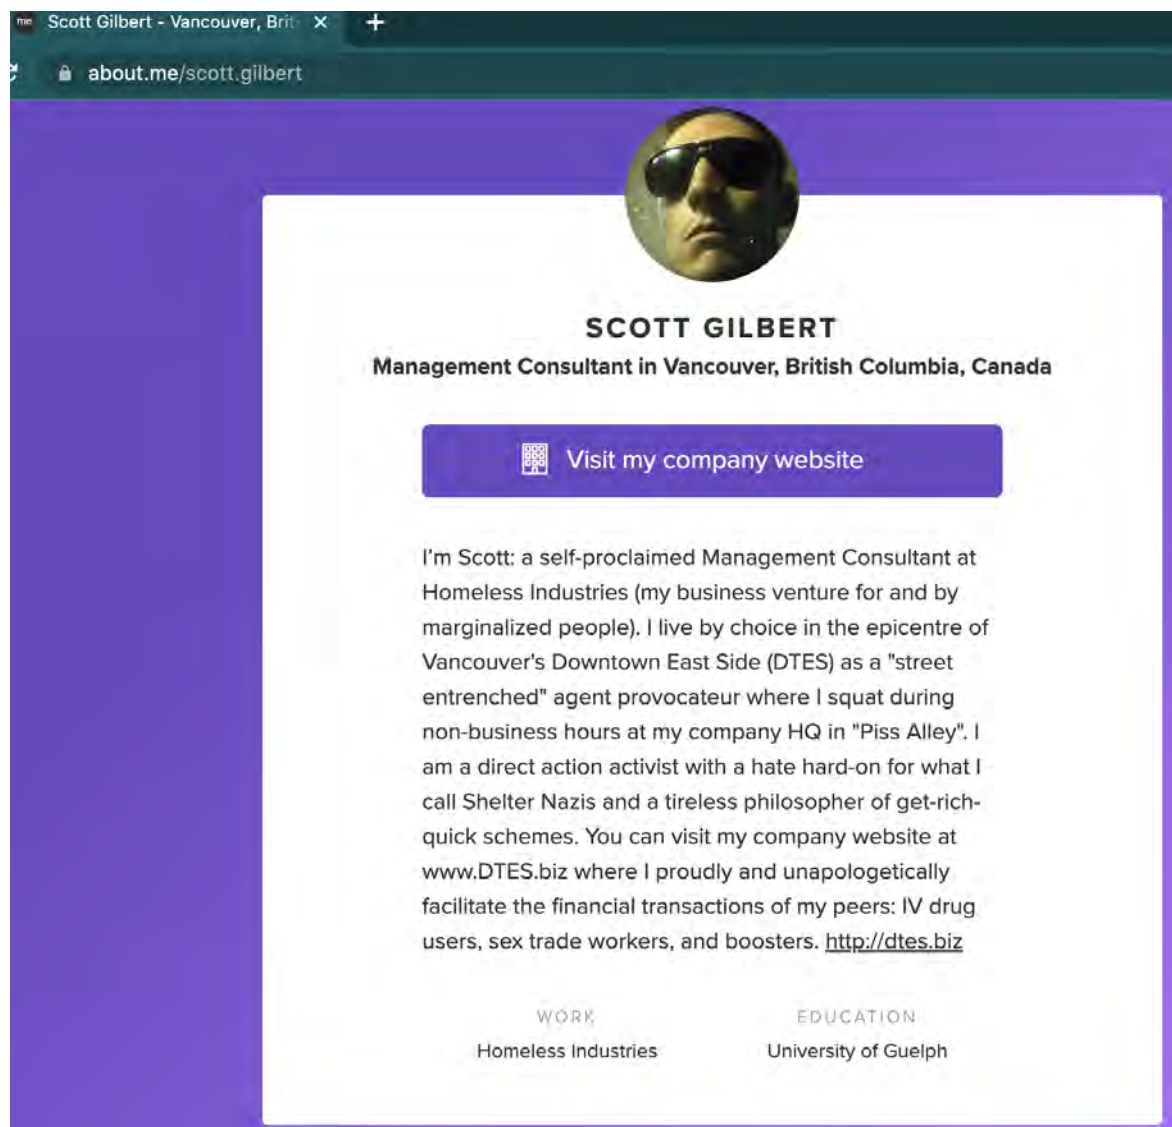 me Scott Gilbert - Vancouver, Brit
about.me/scott.gilbert
SCOTT GILBERT
Management Consultant in Vancouver, British Columbia, Canada
Visit my company website
I'm Scott: a self-proclaimed Management Consultant at
Homeless Industries (my business venture for and by
marginalized people). I live by choice in the epicentre of
Vancouver's Downtown East Side (DTES) as a "street
entrenched" agent provocateur where I squat during
non-business hours at my company HQ in "Piss Alley". I
am a direct action activist with a hate hard-on for what I
call Shelter Nazis and a tireless philosopher of get-rich-
quick schemes. You can visit my company website at
www.DTES.biz where I proudly and unapologetically
facilitate the financial transactions of my peers: IV drug
users, sex trade workers, and boosters. http://dtes.biz
WORK EDUCATION
Homeless Industries University of Guelph